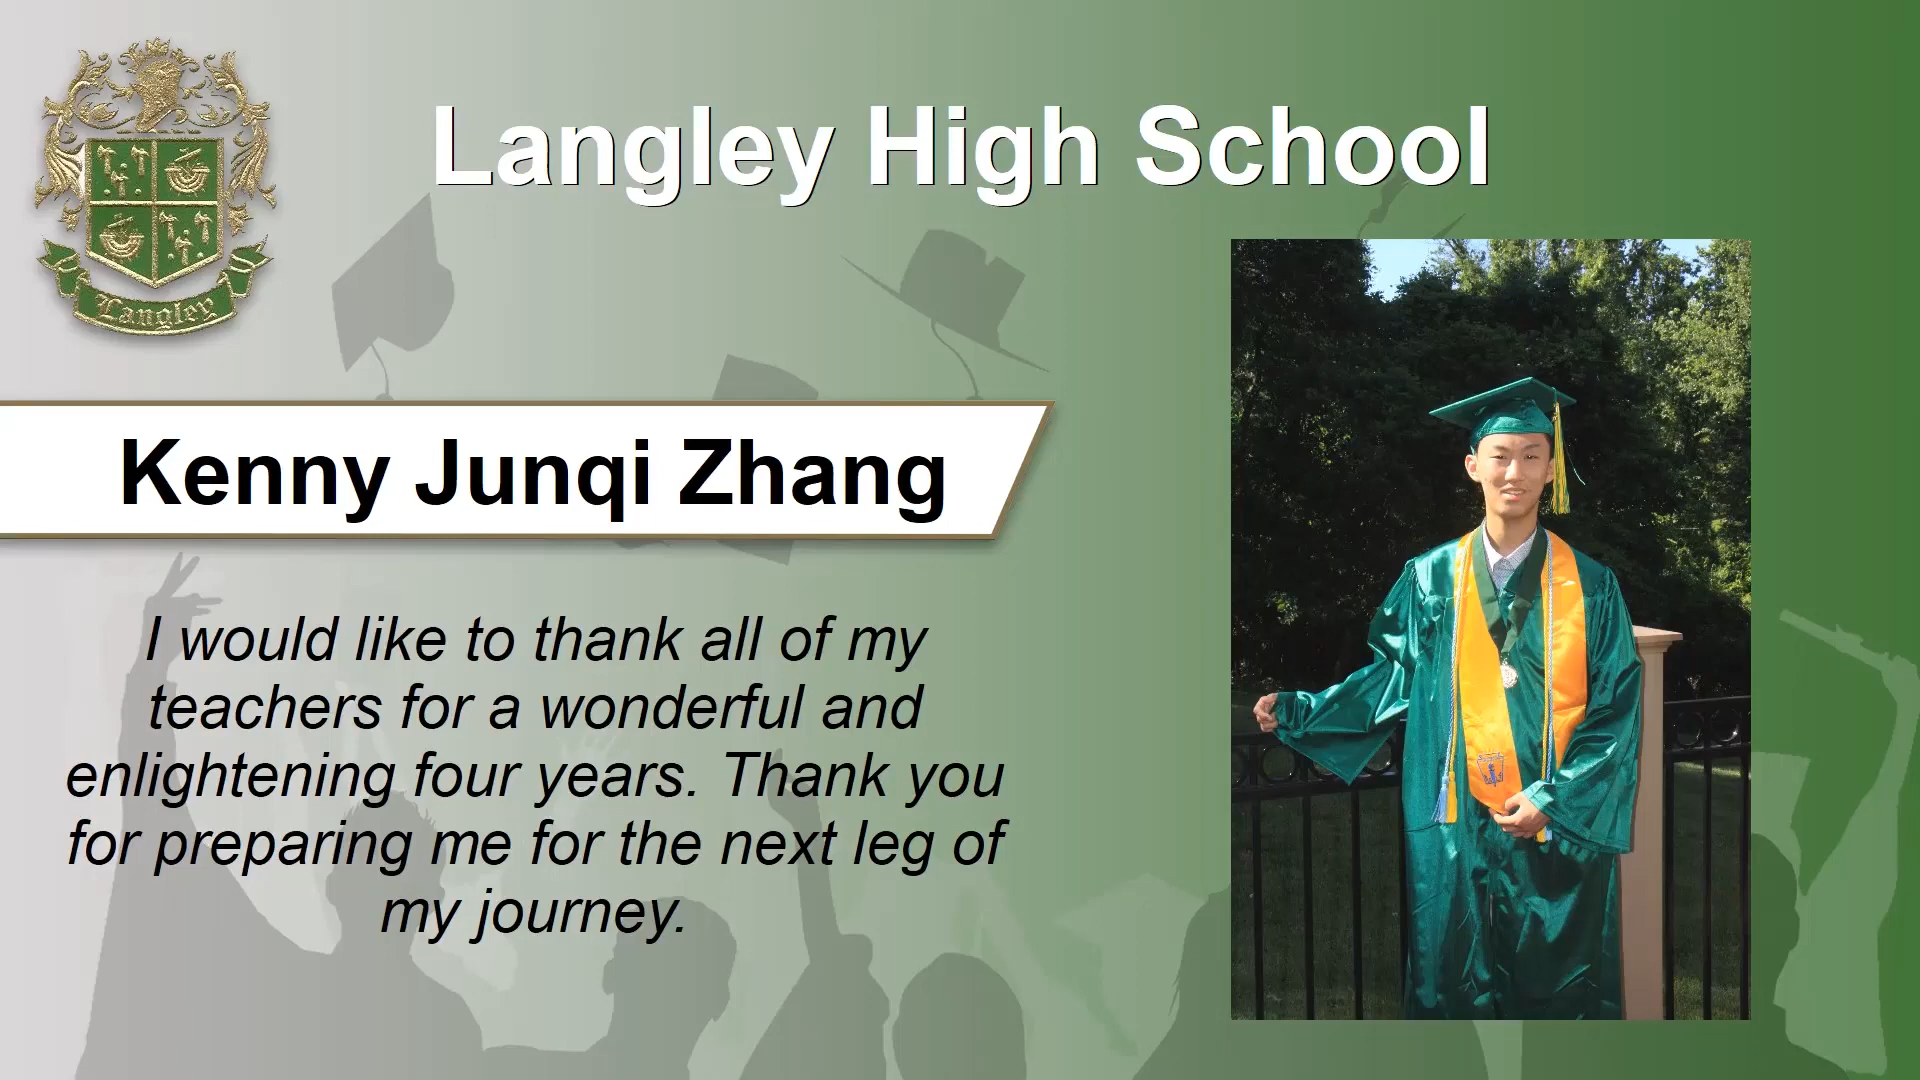 Langley
Langley High School
Kenny Junqi Zhang
I would like to thank all of my
teachers for a wonderful and
enlightening four years. Thank you
for preparing me for the next leg of
my journey.